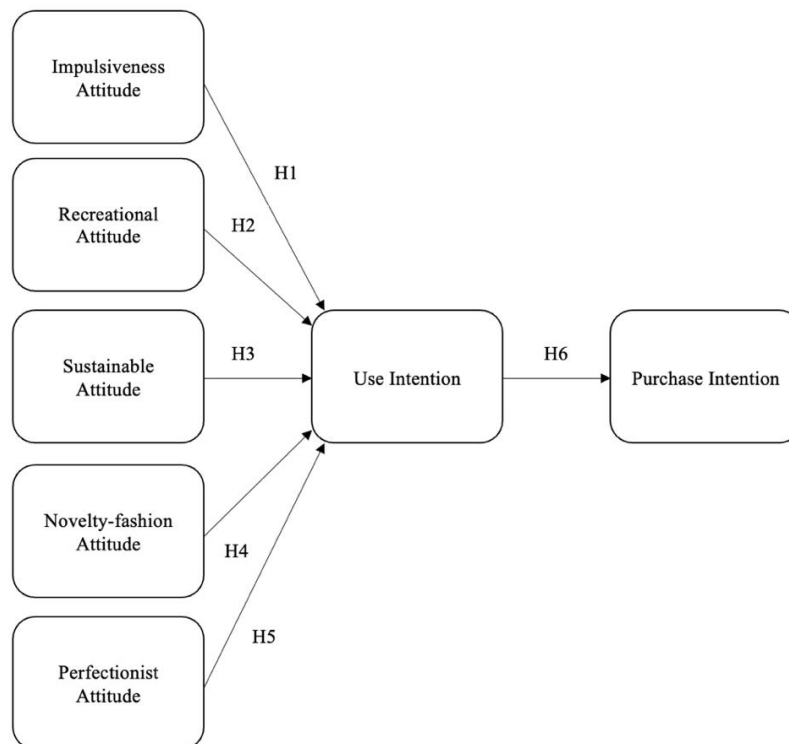 Impulsiveness
Attitude
H1
Recreational
Attitude
H2
Sustainable
Attitude
H3
Use Intention
H6
Purchase Intention
Novelty-fashion
Attitude
H4
H5
Perfectionist
Attitude